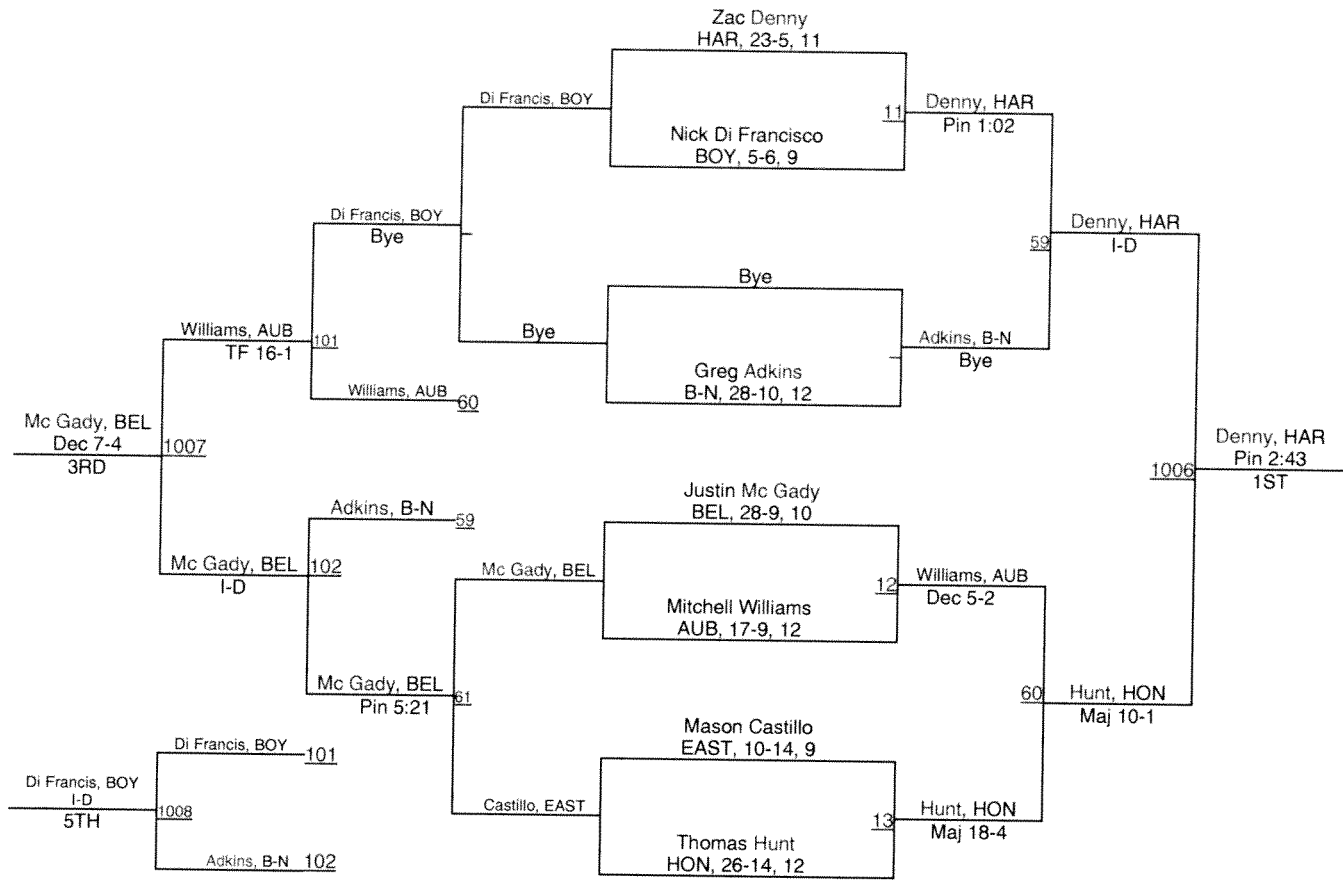 Zac Denny
HAR, 23-5, 11
Di Francis, BOY
11
Denny, HAR
Pin 1:02
Nick Di Francisco
BOY, 5-6, 9
Di Francis, BOY
Bye
59
Denny, HAR
I-D
Bye
Bye
Adkins, B-N
Bye
Greg Adkins
B-N, 28-10, 12
Williams, AUB
TF 16-1
101
Williams, AUB
60
Mc Gady, BEL
Dec 7-4
3RD
1007
1006
Denny, HAR
Pin 2:43
1ST
Adkins, B-N
59
Justin Mc Gady
BEL, 28-9, 10
Mc Gady, BEL
I-D
102
Mc Gady, BEL
12
Williams, AUB
Dec 5-2
Mitchell Williams
AUB, 17-9, 12
Mc Gady, BEL
Pin 5:21
61
60
Hunt, HON
Maj 10-1
Mason Castillo
EAST, 10-14, 9
Castillo, EAST
13
Hunt, HON
Maj 18-4
Thomas Hunt
HON, 26-14, 12
Di Francis, BOY
101
Di Francis, BOY
I-D
5TH
1008
Adkins, B-N
102